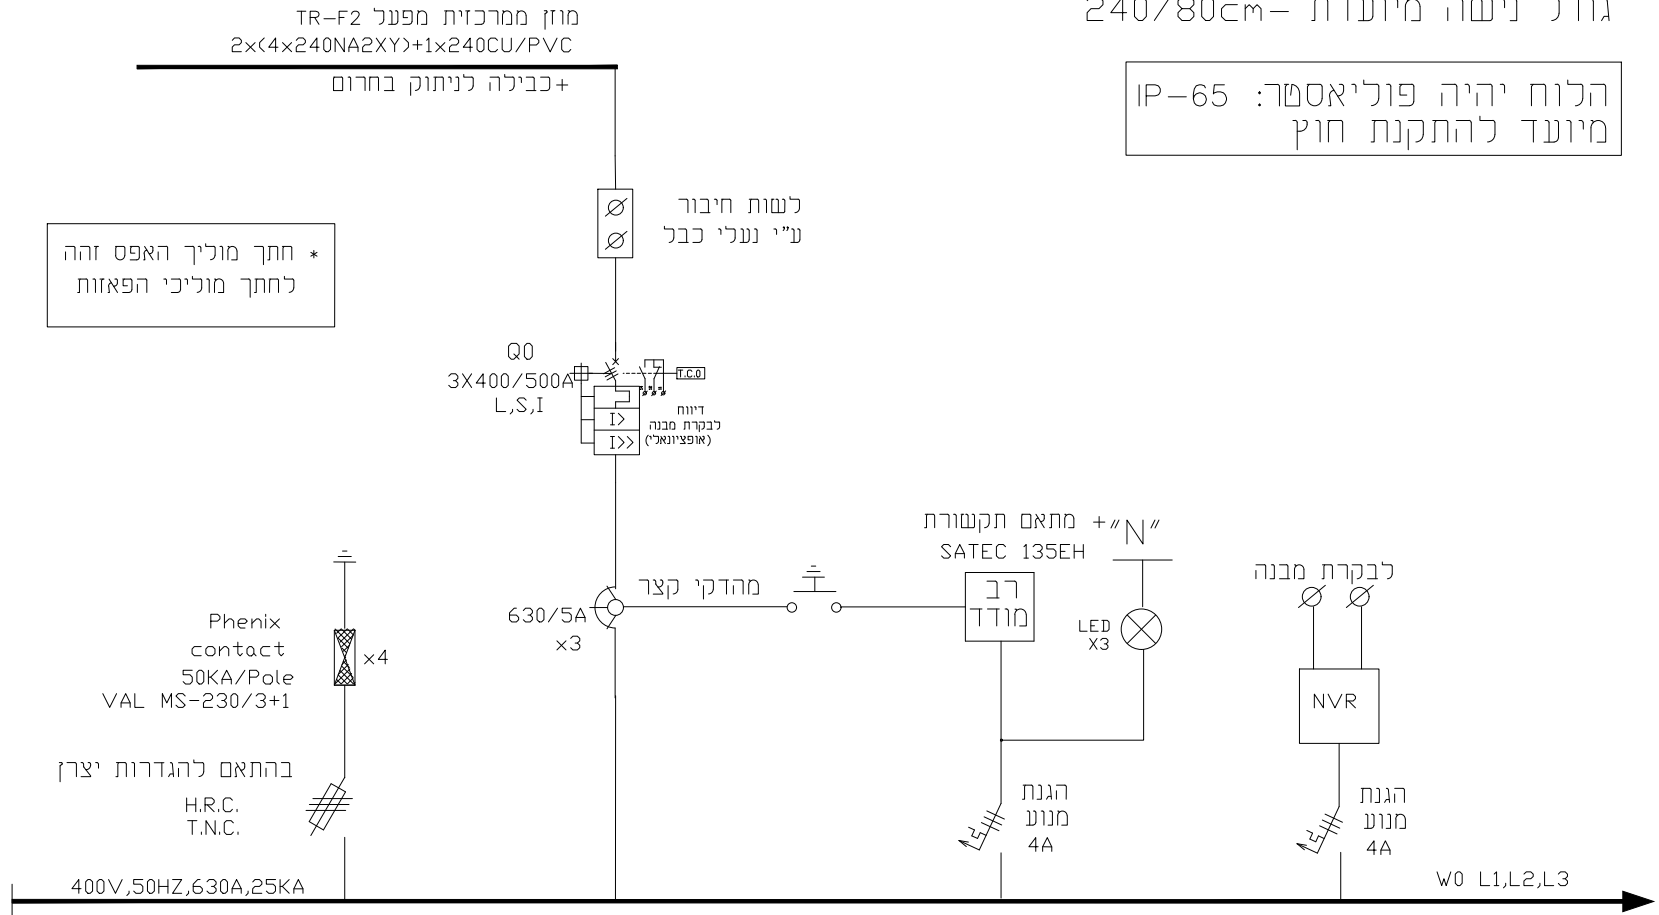 מוזן ממרכזית מפעל TR-F2
2x(4x240NA2XY)+1x240CU/PVC
+כבילה לניתוק בחרום
גודל נישה מיועדת -240/80cm
הלוח יהיה פוליאסטר: IP-65
מיועד להתקנת חוץ
לשות חיבור
ע"י נעלי כבל
* חתך מוליך האפס זהה
לחתך מוליכי הפאזות
Q0
3X400/500A
L,S,I
T.C.0
I>
I>>
דיווח
לבקרת מבנה
(אופציונאלי)
+ מתאם תקשורת
SATEC 135EH
"N"
לבקרת מבנה
מהדקי קצר
רב
מודד
630/5A
x3
LED
X3
Phenix
contact
50KA/Pole
VAL MS-230/3+1
x4
NVR
בהתאם להגדרות יצרן
H.R.C.
T.N.C.
הגנת
מנוע
4A
הגנת
מנוע
4A
400V,50HZ,630A,25KA
W0 L1,L2,L3